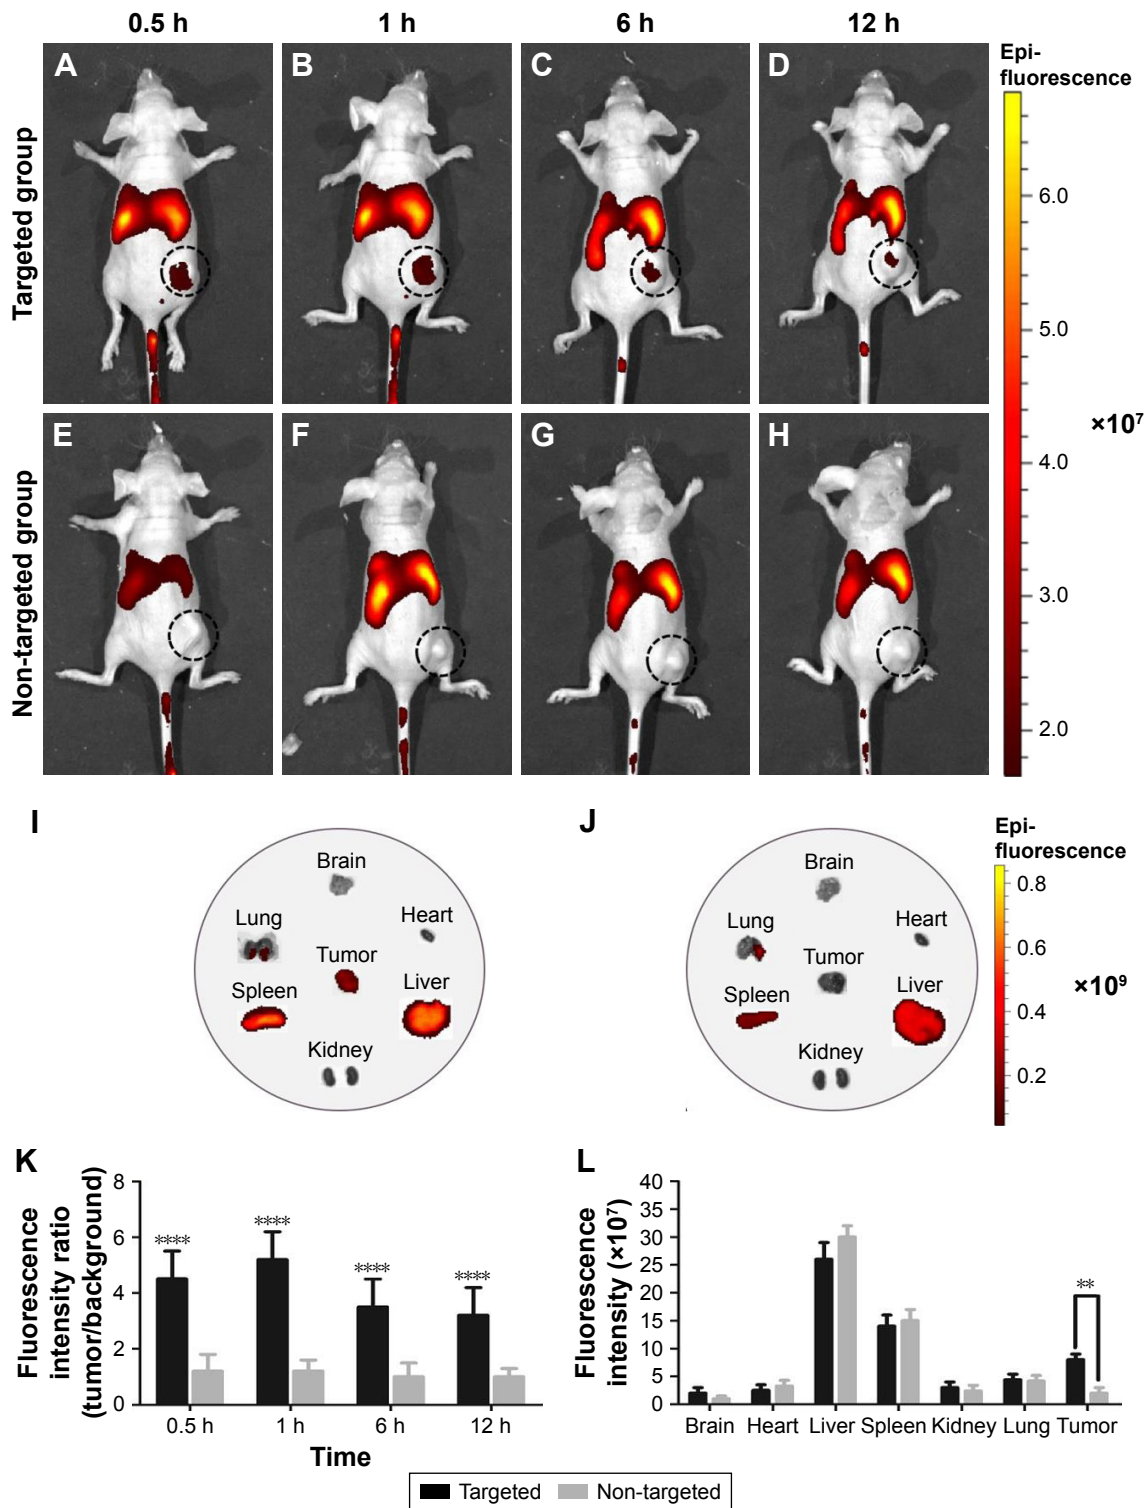 0.5 h 1 h 6 h 12 h
Targeted group
A B C D
Epi-
fluorescence
6.0
5.0
4.0
3.0
2.0
×10⁷
Non-targeted group
E F G H
I
Brain
Lung
Heart
Tumor
Spleen
Liver
Kidney
J
Brain
Lung
Heart
Tumor
Spleen
Liver
Kidney
Epi-
fluorescence
0.8
0.6
0.4
0.2
×10⁹
K
Fluorescence
intensity ratio
(tumor/background)
8
6
4
2
0
**** **** **** ****
0.5 h 1 h 6 h 12 h
Time
L
Fluorescence
intensity (×10⁷)
40
35
30
25
20
15
10
5
0
**
Brain Heart Liver Spleen Kidney Lung Tumor
Targeted Non-targeted